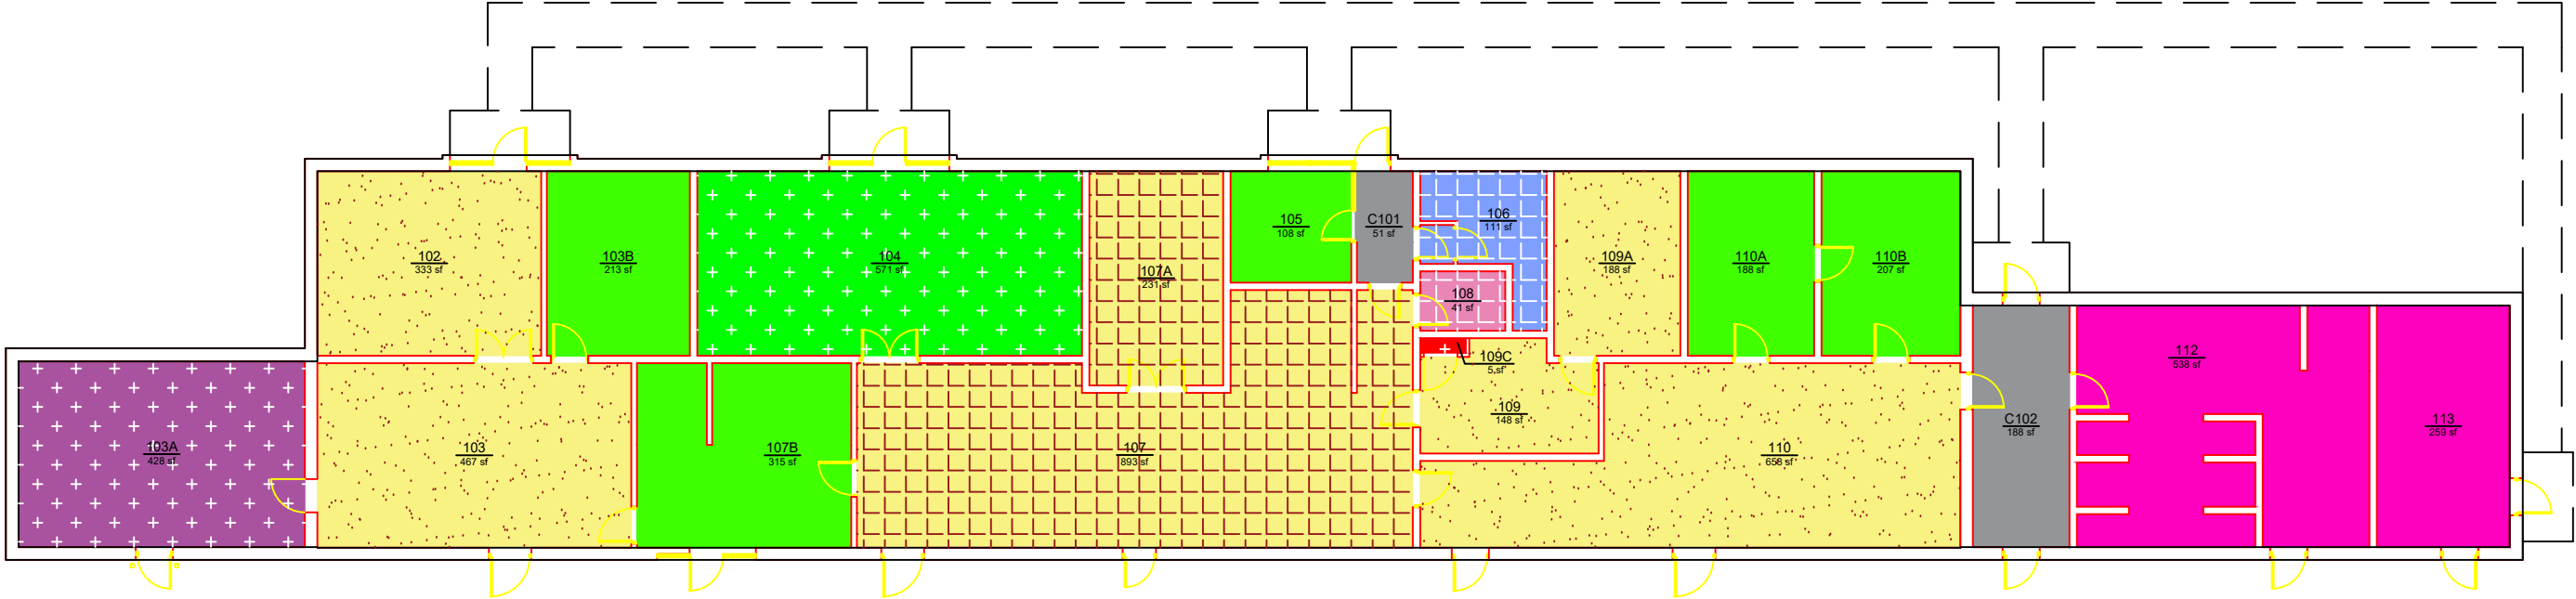 102
333 sf
103B
213 sf
104
571 sf
107A
231 sf
105
108 sf
C101
51 sf
106
111 sf
109A
188 sf
110A
188 sf
110B
207 sf
108
41 sf
109C
5 sf
112
538 sf
103A
428 sf
103
467 sf
107B
315 sf
107
893 sf
109
148 sf
110
658 sf
C102
188 sf
113
259 sf